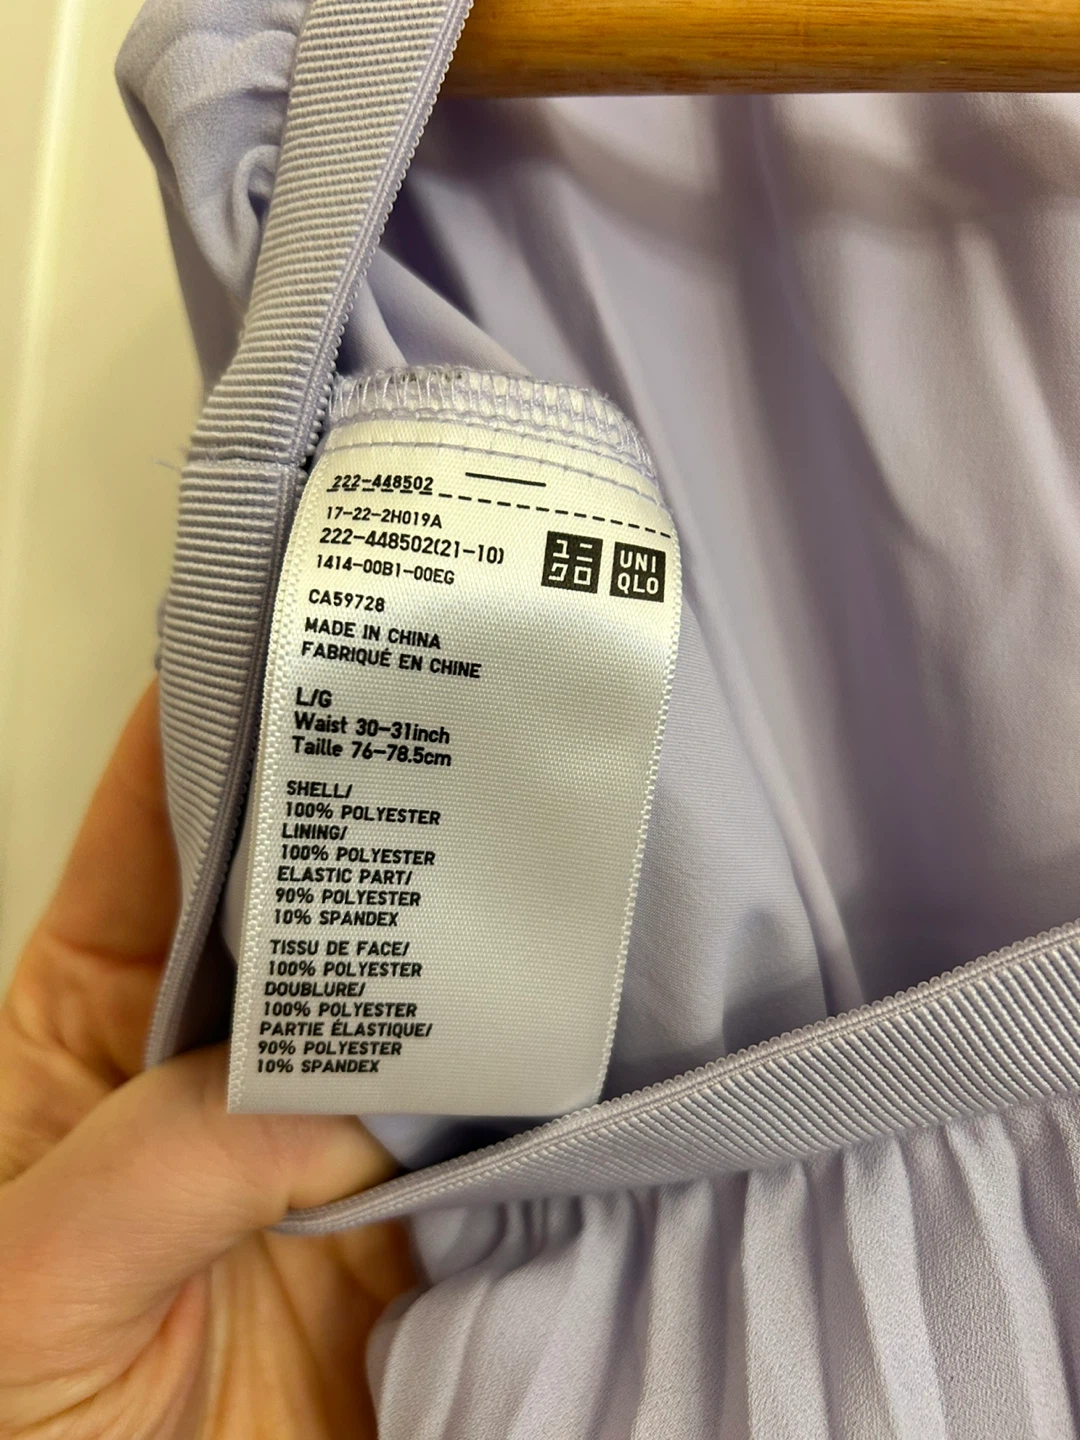 222-448502
17-22-2H019A
222-448502(21-10)
1414-00B1-00EG
ユニ
クロ
UNI
QLO
CA59728
MADE IN CHINA
FABRIQUÉ EN CHINE
L/G
Waist 30-31inch
Taille 76-78.5cm
SHELL/
100% POLYESTER
LINING/
100% POLYESTER
ELASTIC PART/
90% POLYESTER
10% SPANDEX
TISSU DE FACE/
100% POLYESTER
DOUBLURE/
100% POLYESTER
PARTIE ÉLASTIQUE/
90% POLYESTER
10% SPANDEX